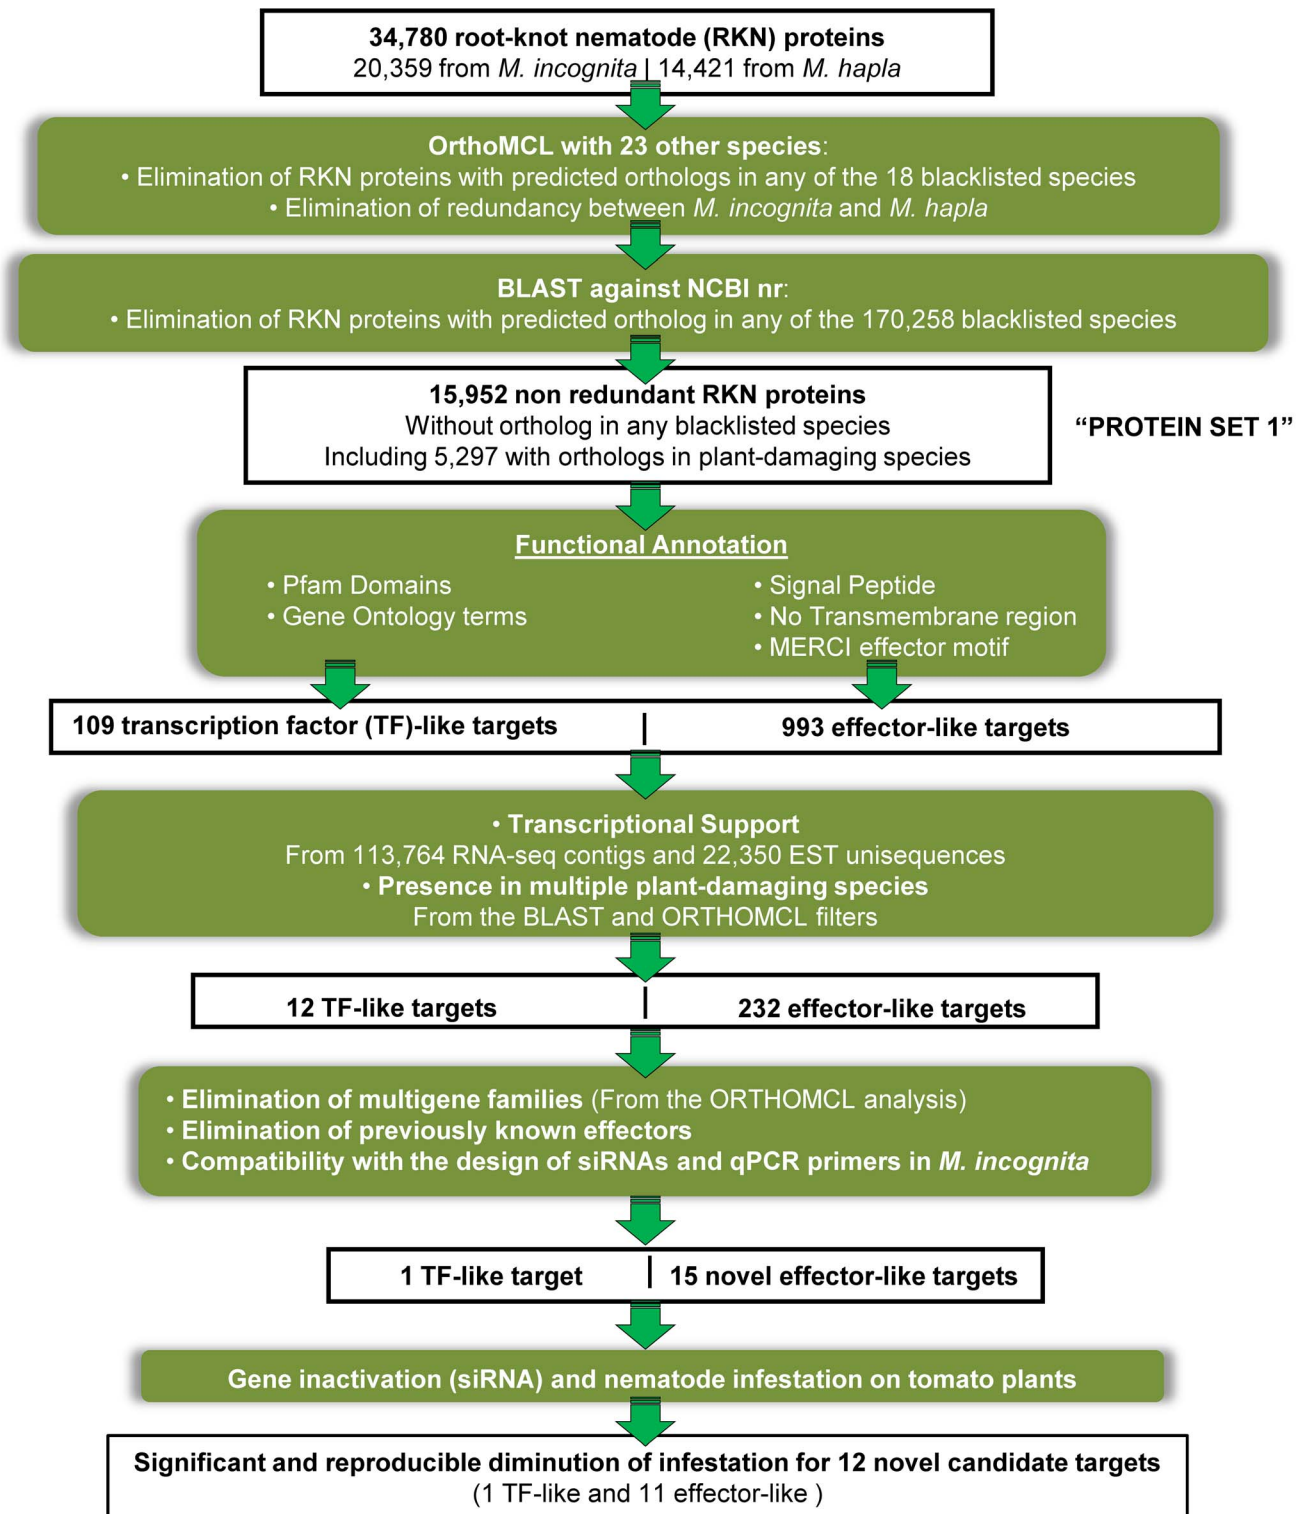 34,780 root-knot nematode (RKN) proteins
20,359 from M. incognita | 14,421 from M. hapla
OrthoMCL with 23 other species:
• Elimination of RKN proteins with predicted orthologs in any of the 18 blacklisted species
• Elimination of redundancy between M. incognita and M. hapla
BLAST against NCBI nr:
• Elimination of RKN proteins with predicted ortholog in any of the 170,258 blacklisted species
15,952 non redundant RKN proteins
Without ortholog in any blacklisted species
Including 5,297 with orthologs in plant-damaging species
“PROTEIN SET 1”
Functional Annotation
• Pfam Domains
• Gene Ontology terms
• Signal Peptide
• No Transmembrane region
• MERCI effector motif
109 transcription factor (TF)-like targets | 993 effector-like targets
• Transcriptional Support
From 113,764 RNA-seq contigs and 22,350 EST unisequences
• Presence in multiple plant-damaging species
From the BLAST and ORTHOMCL filters
12 TF-like targets | 232 effector-like targets
• Elimination of multigene families (From the ORTHOMCL analysis)
• Elimination of previously known effectors
• Compatibility with the design of siRNAs and qPCR primers in M. incognita
1 TF-like target | 15 novel effector-like targets
Gene inactivation (siRNA) and nematode infestation on tomato plants
Significant and reproducible diminution of infestation for 12 novel candidate targets
(1 TF-like and 11 effector-like )